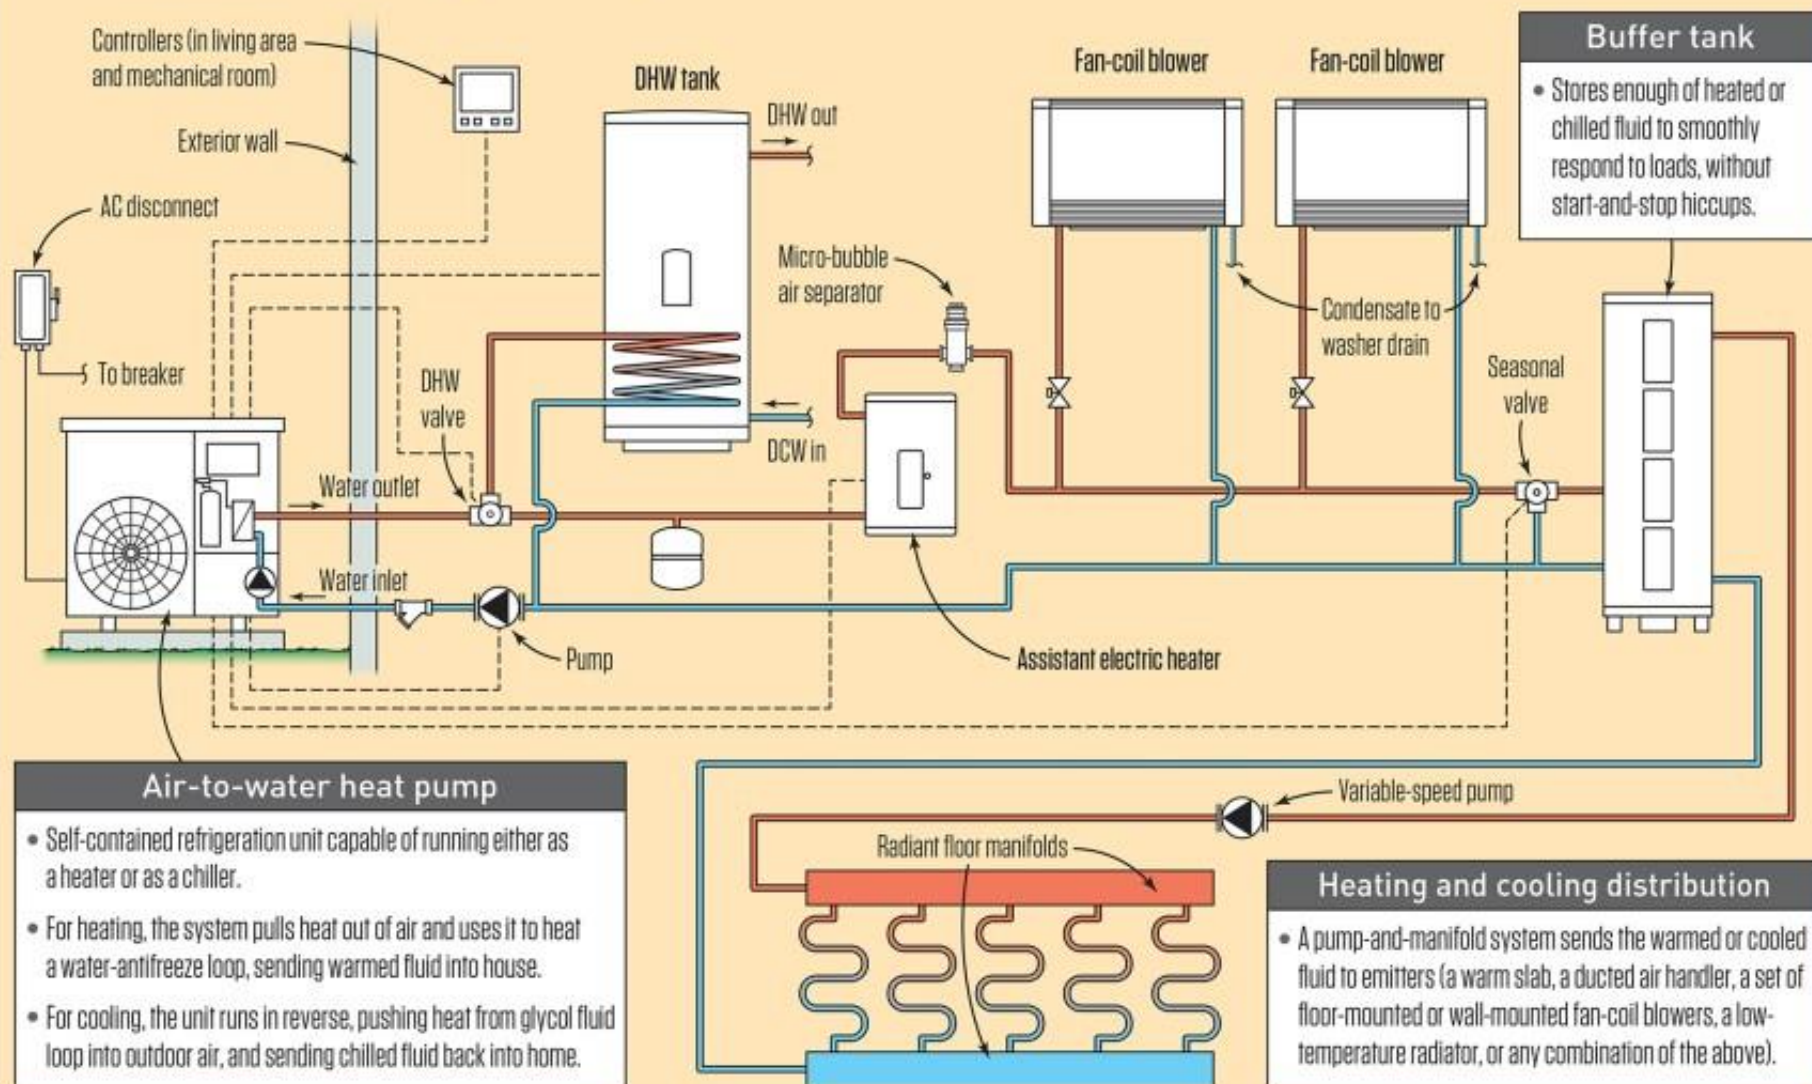 Controllers (in living area
and mechanical room)
Exterior wall
AC disconnect
To breaker
DHW tank
DHW out
Fan-coil blower
Fan-coil blower
Buffer tank
• Stores enough of heated or
chilled fluid to smoothly
respond to loads, without
start-and-stop hiccups.
Micro-bubble
air separator
Condensate to
washer drain
Seasonal
valve
DHW
valve
DCW in
Water outlet
Water inlet
Pump
Assistant electric heater
Air-to-water heat pump
• Self-contained refrigeration unit capable of running either as
a heater or as a chiller.
• For heating, the system pulls heat out of air and uses it to heat
a water-antifreeze loop, sending warmed fluid into house.
• For cooling, the unit runs in reverse, pushing heat from glycol fluid
loop into outdoor air, and sending chilled fluid back into home.
Variable-speed pump
Radiant floor manifolds
Heating and cooling distribution
• A pump-and-manifold system sends the warmed or cooled
fluid to emitters (a warm slab, a ducted air handler, a set of
floor-mounted or wall-mounted fan-coil blowers, a low-
temperature radiator, or any combination of the above).